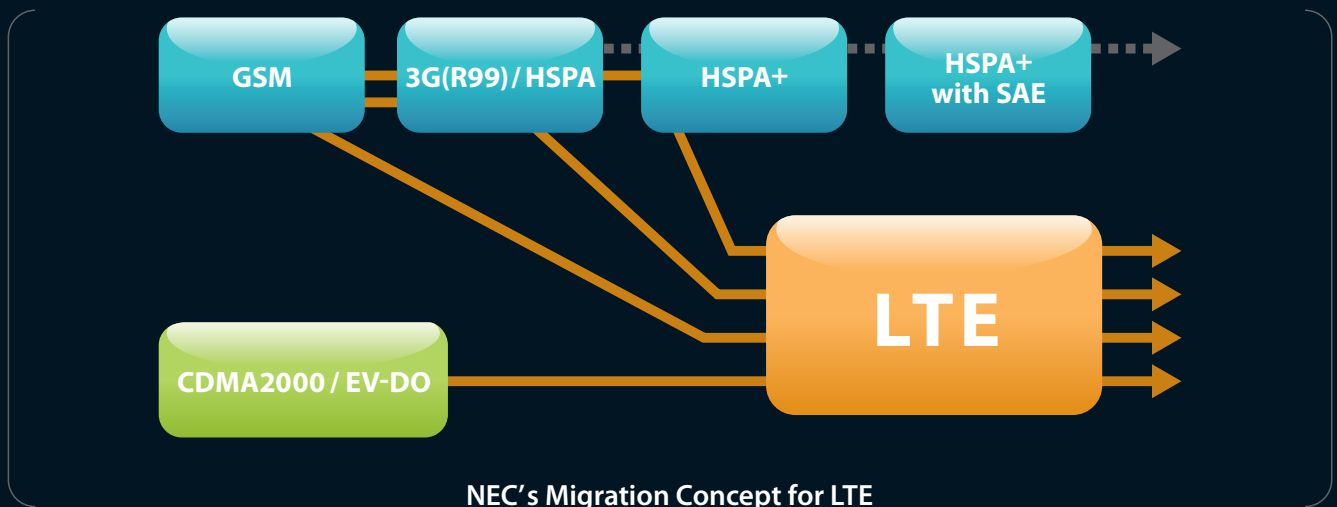 GSM
3G(R99)/HSPA
HSPA+
HSPA+
with SAE
LTE
CDMA2000 / EV-DO
NEC's Migration Concept for LTE